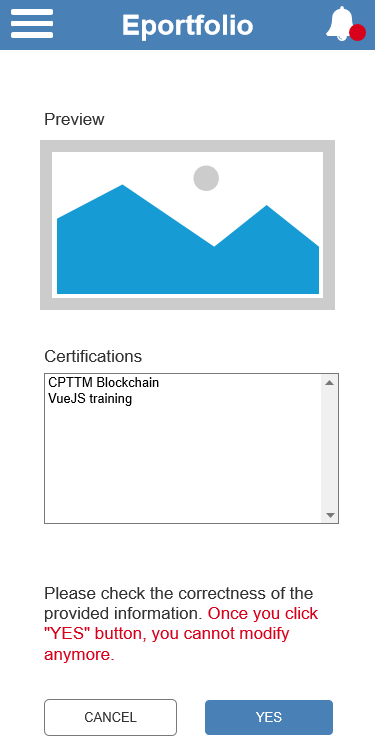 Eportfolio
Preview
Certifications
CPTTM Blockchain
VueJS training
Please check the correctness of the
provided information. Once you click
"YES" button, you cannot modify
anymore.
CANCEL
YES